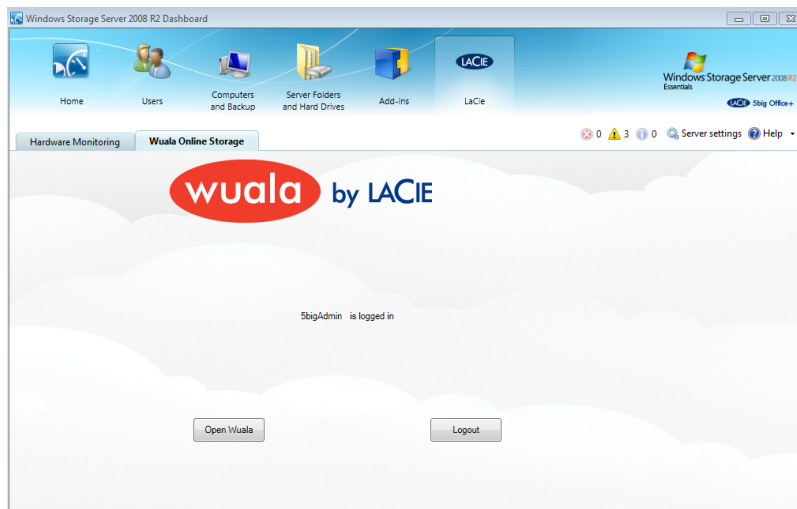 Windows Storage Server 2008 R2 Dashboard
Home
Users
Computers and Backup
Server Folders and Hard Drives
Add-ins
LACIE
LaCie
Windows Storage Server 2008 R2
Essentials
LACIE 5big Office+
0 3 0 Server settings Help
Hardware Monitoring
Wuala Online Storage
wuala by LACIE
5bigAdmin is logged in
Open Wuala
Logout